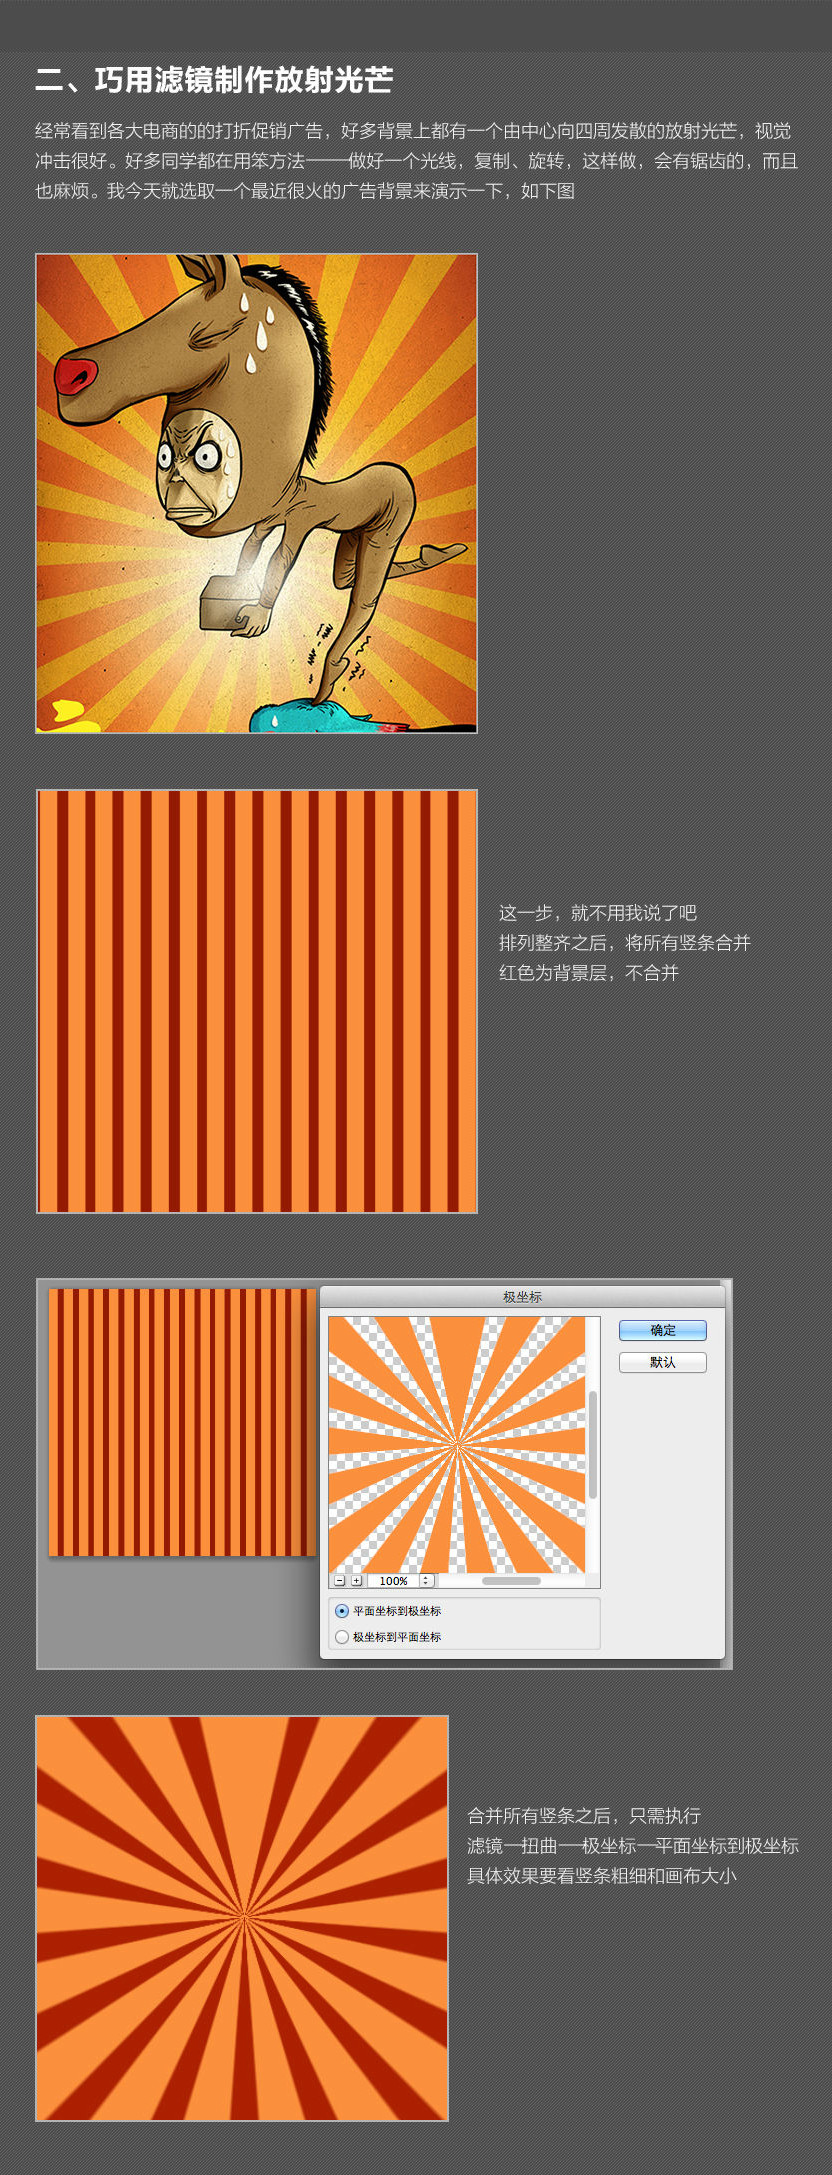 二、巧用滤镜制作放射光芒
经常看到各大电商的的打折促销广告，好多背景上都有一个由中心向四周发散的放射光芒，视觉
冲击很好。好多同学都在用笨方法——做好一个光线，复制、旋转，这样做，会有锯齿的，而且
也麻烦。我今天就选取一个最近很火的广告背景来演示一下，如下图
这一步，就不用我说了吧
排列整齐之后，将所有竖条合并
红色为背景层，不合并
极坐标
确定
默认
100%
平面坐标到极坐标
极坐标到平面坐标
合并所有竖条之后，只需执行
滤镜—扭曲—极坐标—平面坐标到极坐标
具体效果要看竖条粗细和画布大小